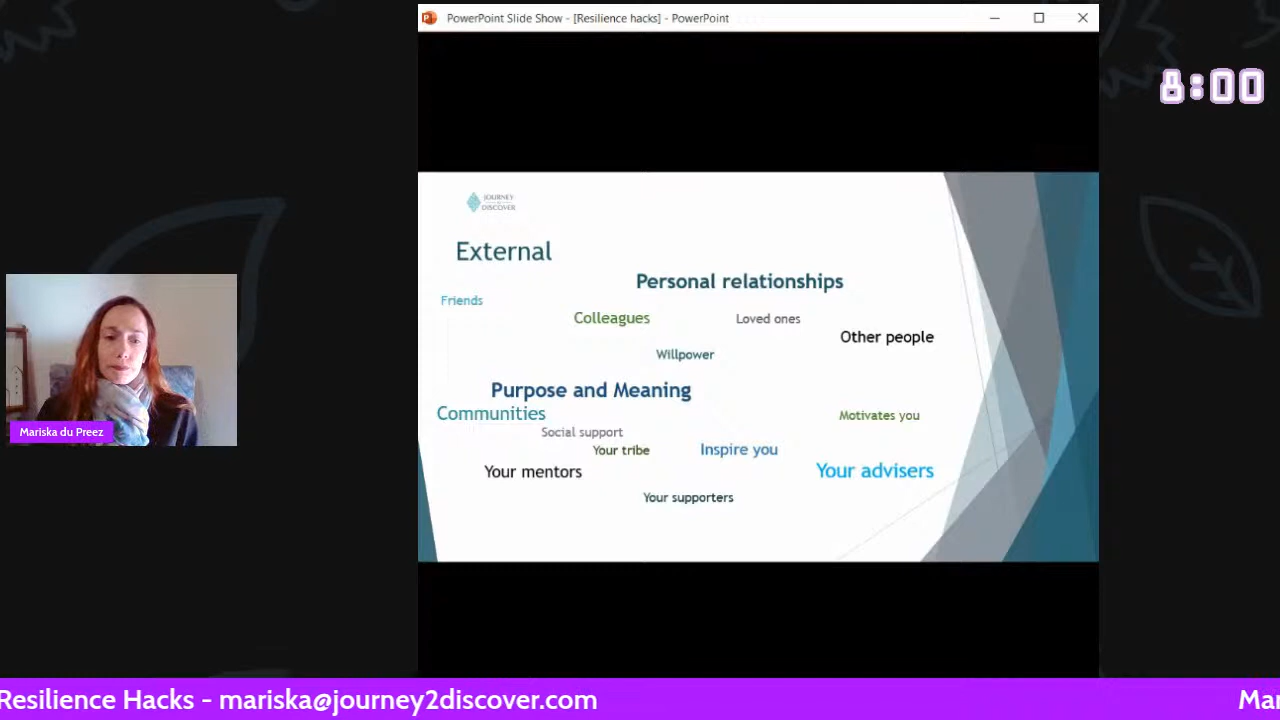 PowerPoint Slide Show - [Resilience hacks] - PowerPoint
8:00
JOURNEY
DISCOVER
External
Personal relationships
Friends
Colleagues
Loved ones
Other people
Willpower
Purpose and Meaning
Communities
Motivates you
Social support
Your tribe
Inspire you
Your mentors
Your advisers
Your supporters
Mariska du Preez
Resilience Hacks - mariska@journey2discover.com
Mar